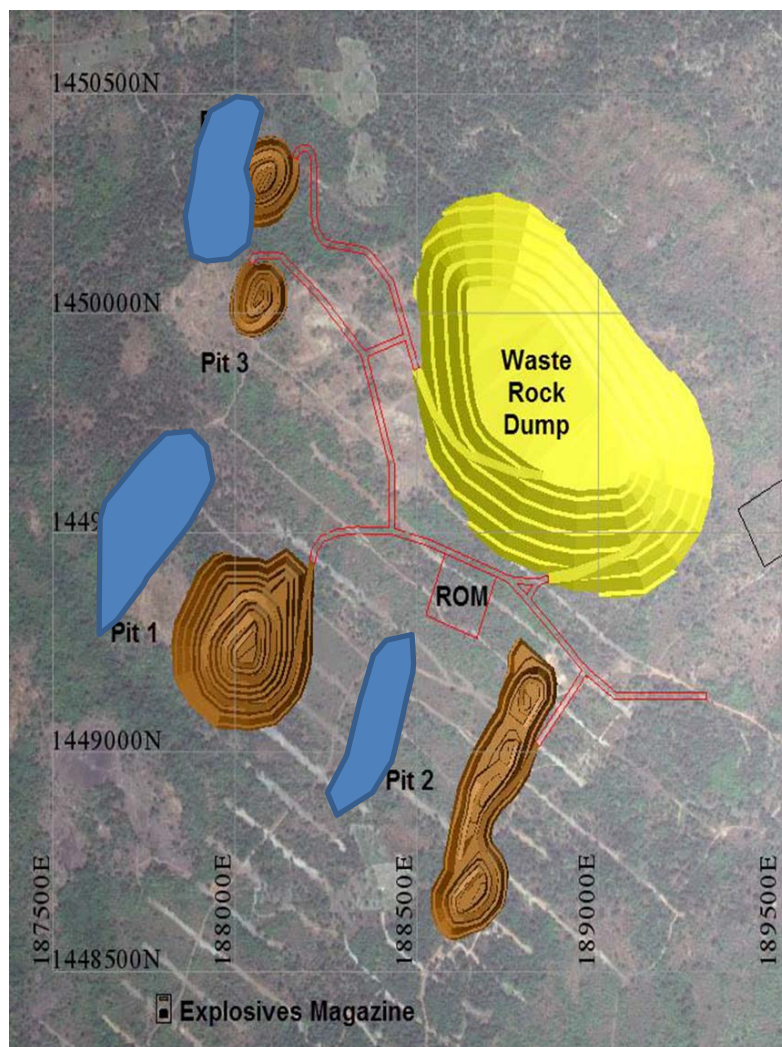 1450500N
1450000N
Pit 3
Waste
Rock
Dump
1449
ROM
Pit 1
1449000N
Pit 2
187500E
188000E
188500E
189000E
189500E
1448500N
Explosives Magazine